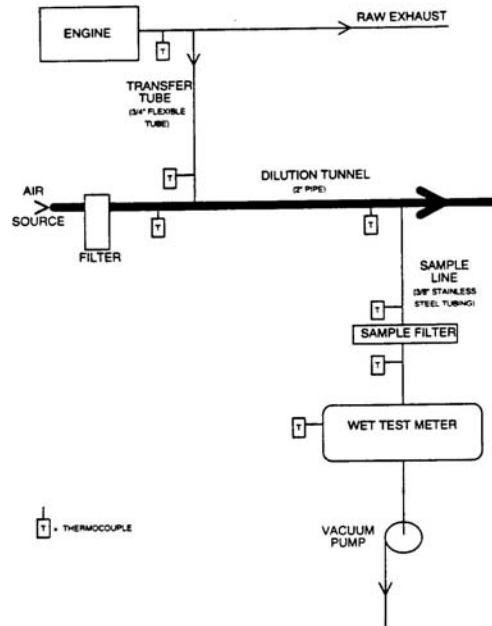 ENGINE
RAW EXHAUST
T
TRANSFER
TUBE
(3/4" FLEXIBLE
TUBE)
T
DILUTION TUNNEL
(2" PIPE)
AIR
SOURCE
FILTER
T
T
SAMPLE
LINE
(3/8" STAINLESS
STEEL TUBING)
T
SAMPLE FILTER
T
WET TEST METER
T
T = THERMOCOUPLE
VACUUM
PUMP